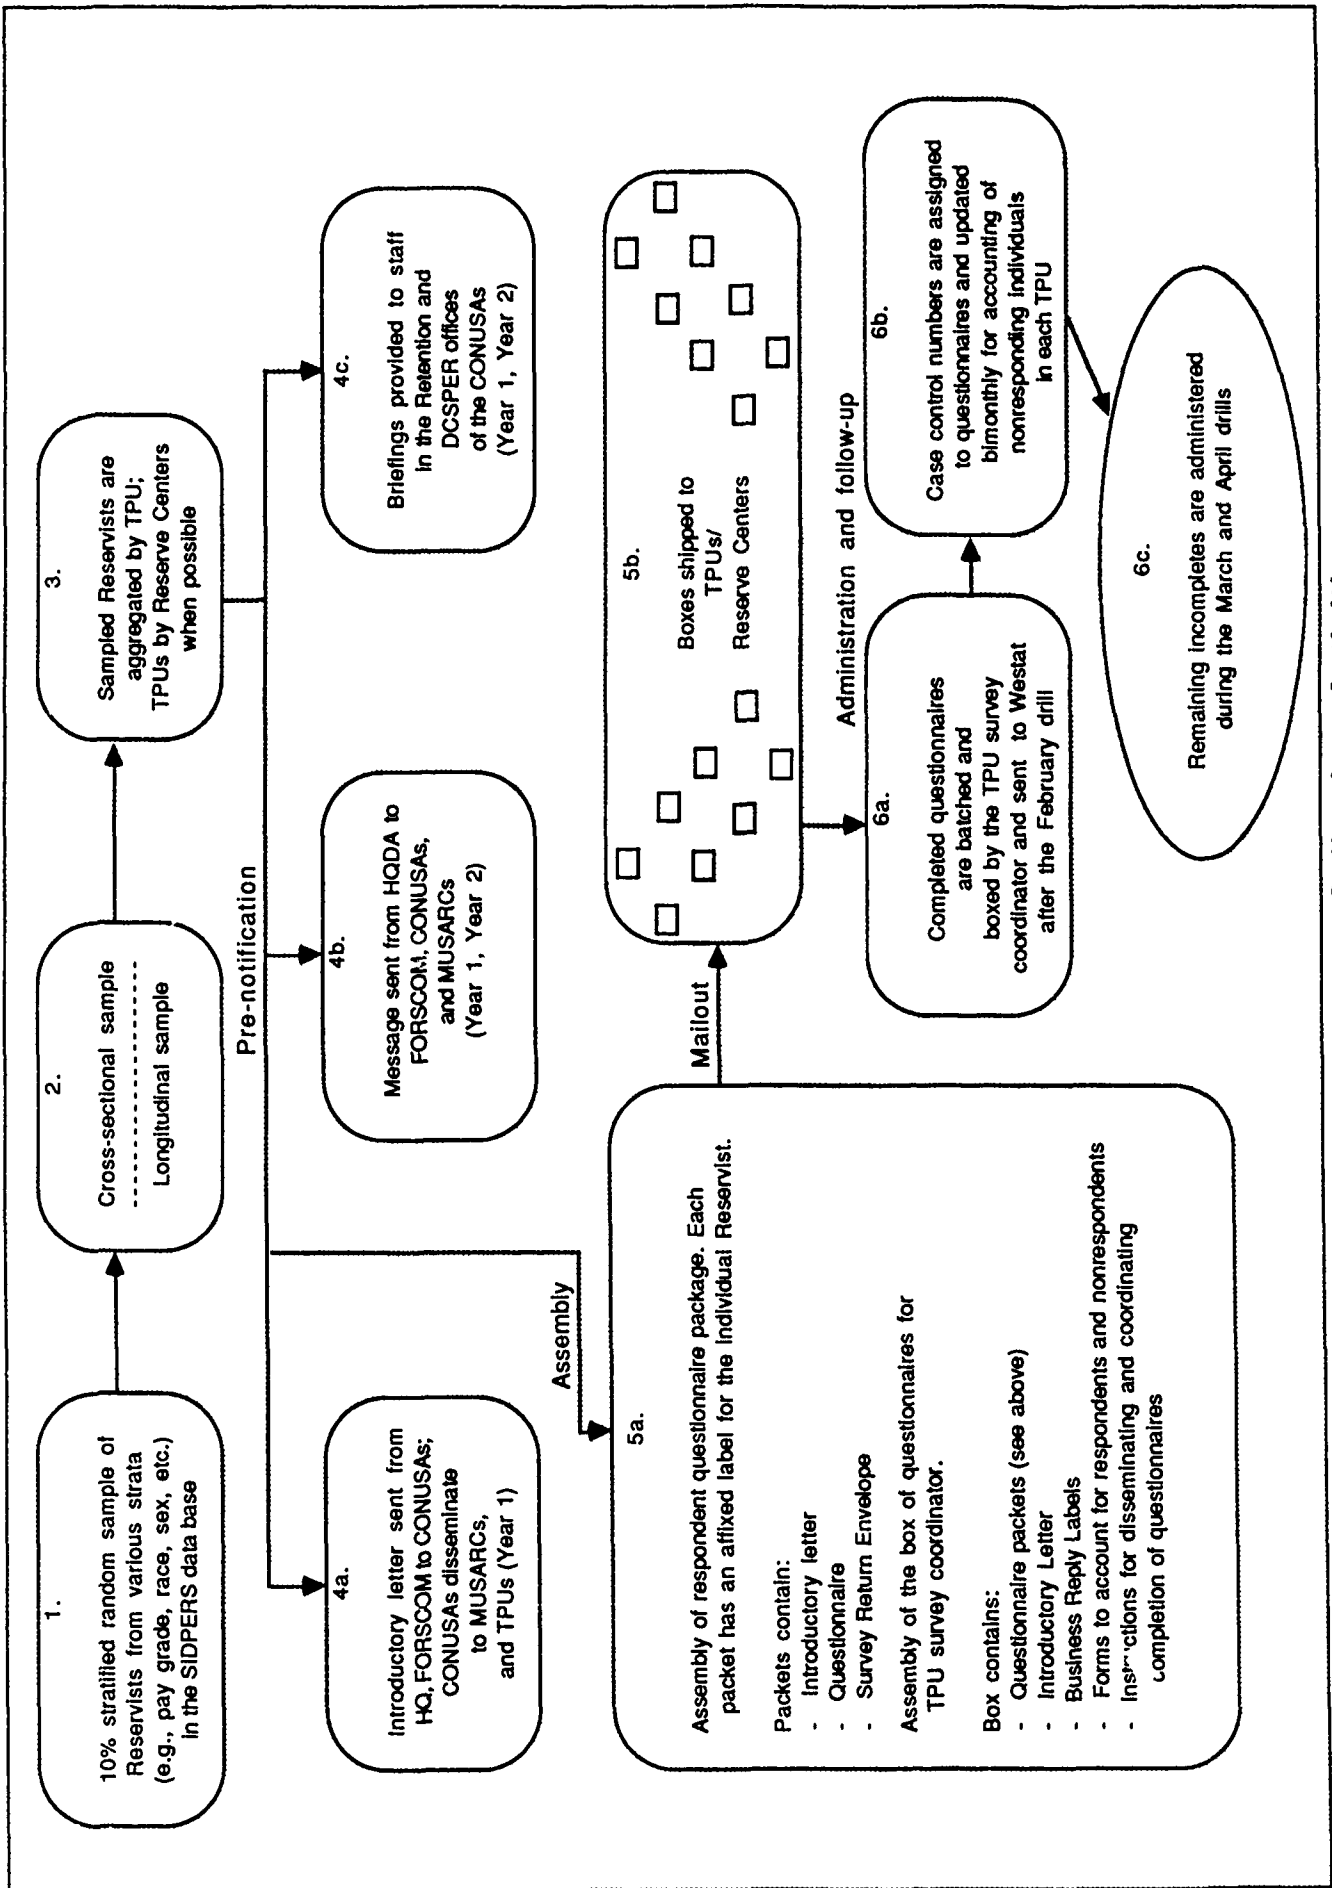 1.
10% stratified random sample of
Reservists from various strata
(e.g., pay grade, race, sex, etc.)
in the SIDPERS data base
2.
Cross-sectional sample
Longitudinal sample
3.
Sampled Reservists are
aggregated by TPU;
TPUs by Reserve Centers
when possible
Pre-notification
4a.
Introductory letter sent from
HQ, FORSCOM to CONUSAs;
CONUSAs disseminate
to MUSARCs,
and TPUs (Year 1)
4b.
Message sent from HQDA to
FORSCOM, CONUSAs,
and MUSARCs
(Year 1, Year 2)
4c.
Briefings provided to staff
in the Retention and
DCSPER offices
of the CONUSAs
(Year 1, Year 2)
Assembly
5a.
Assembly of respondent questionnaire package. Each
packet has an affixed label for the individual Reservist.
Packets contain:
- Introductory letter
- Questionnaire
- Survey Return Envelope
Assembly of the box of questionnaires for
TPU survey coordinator.
Box contains:
- Questionnaire packets (see above)
- Introductory Letter
- Business Reply Labels
- Forms to account for respondents and nonrespondents
- for disseminating and coordinating
completion of questionnaires
Mailout
5b.
Boxes shipped to
TPUs/
Reserve Centers
Administration and follow-up
6a.
Completed questionnaires
are batched and
boxed by the TPU survey
coordinator and sent to Westat
after the February drill
6b.
Case control numbers are assigned
to questionnaires and updated
bimonthly for accounting of
nonresponding individuals
in each TPU
6c.
Remaining incompletes are administered
during the March and April drills